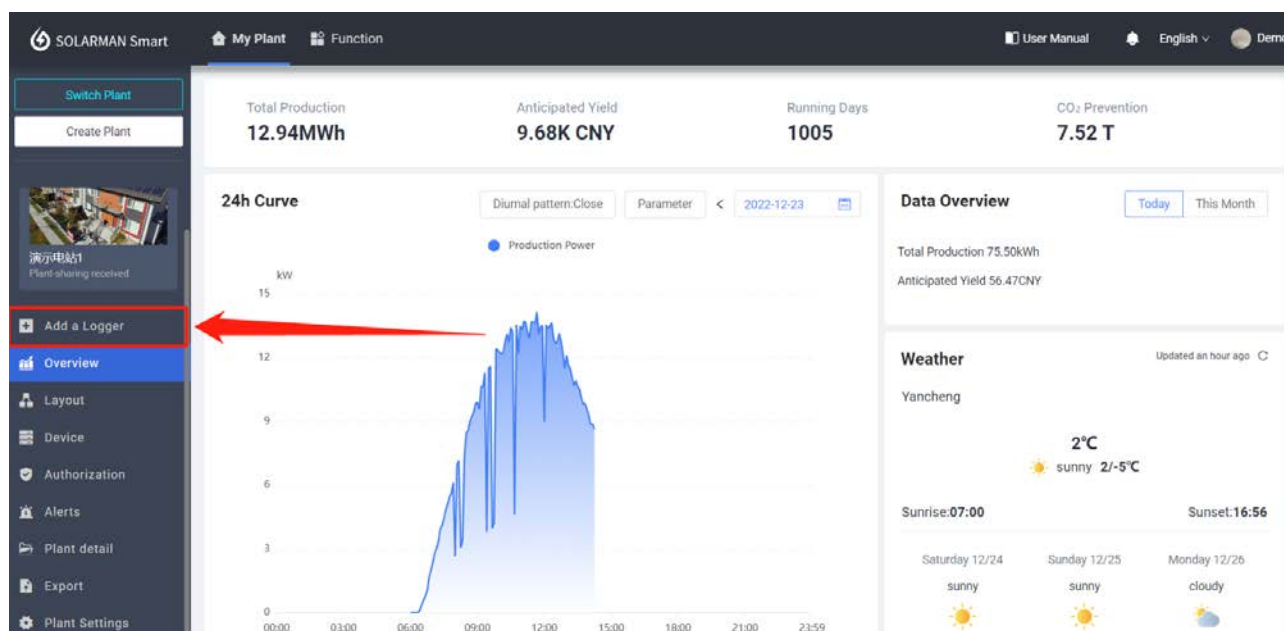 SOLARMAN Smart
My Plant
Function
User Manual
English
Demo
Switch Plant
Create Plant
演示电站1
Plant-sharing received
Add a Logger
Overview
Layout
Device
Authorization
Alerts
Plant detail
Export
Plant Settings
Total Production
12.94MWh
Anticipated Yield
9.68K CNY
Running Days
1005
CO₂ Prevention
7.52 T
24h Curve
Diurnal pattern:Close
Parameter
<
2022-12-23
Production Power
kW
15
12
9
6
3
0
00:00 03:00 06:00 09:00 12:00 15:00 18:00 21:00 23:59
Data Overview
Today
This Month
Total Production 75.50kWh
Anticipated Yield 56.47CNY
Weather
Updated an hour ago
Yancheng
2℃
sunny 2/-5℃
Sunrise:07:00
Sunset:16:56
Saturday 12/24
sunny
Sunday 12/25
sunny
Monday 12/26
cloudy